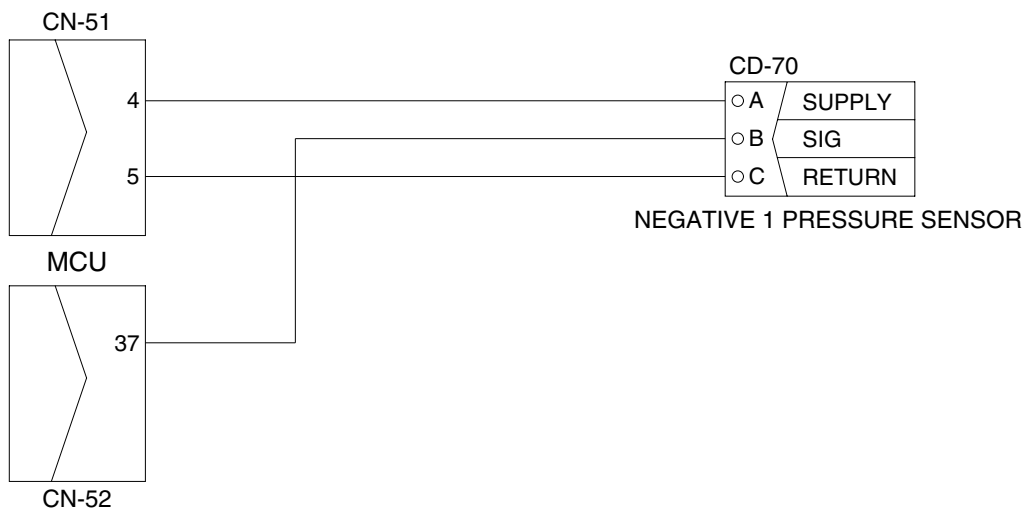 CN-51
CD-70
4
A SUPPLY
B SIG
5
C RETURN
NEGATIVE 1 PRESSURE SENSOR
MCU
37
CN-52